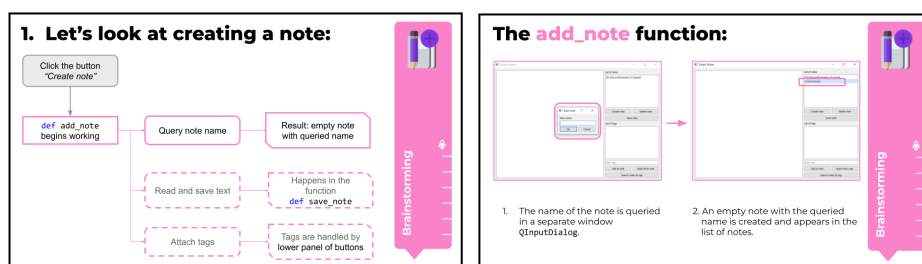 1. Let's look at creating a note:
Click the button
"Create note"
def add_note
begins working
Query note name
Result: empty note
with queried name
Read and save text
Happens in the
function
def save_note
Attach tags
Tags are handled by
lower panel of buttons
Brainstorming
The add_note function:
1. The name of the note is queried
in a separate window
QInputDialog.
2. An empty note with the queried
name is created and appears in the
list of notes.
Brainstorming